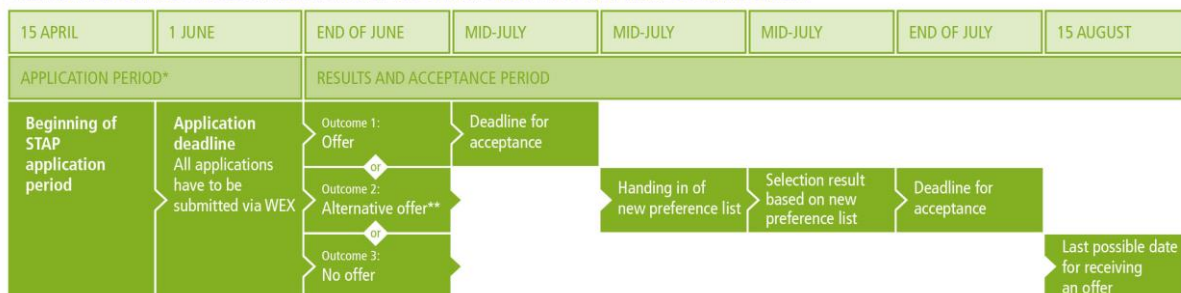 15 APRIL
1 JUNE
END OF JUNE
MID-JULY
MID-JULY
MID-JULY
END OF JULY
15 AUGUST
APPLICATION PERIOD*
RESULTS AND ACCEPTANCE PERIOD
Beginning of
STAP
application
period
Application
deadline
All applications
have to be
submitted via WEX
Outcome 1:
Offer
Deadline for
acceptance
or
Outcome 2:
Alternative offer**
Handing in of
new preference list
Selection result
based on new
preference list
Deadline for
acceptance
or
Outcome 3:
No offer
Last possible date
for receiving
an offer